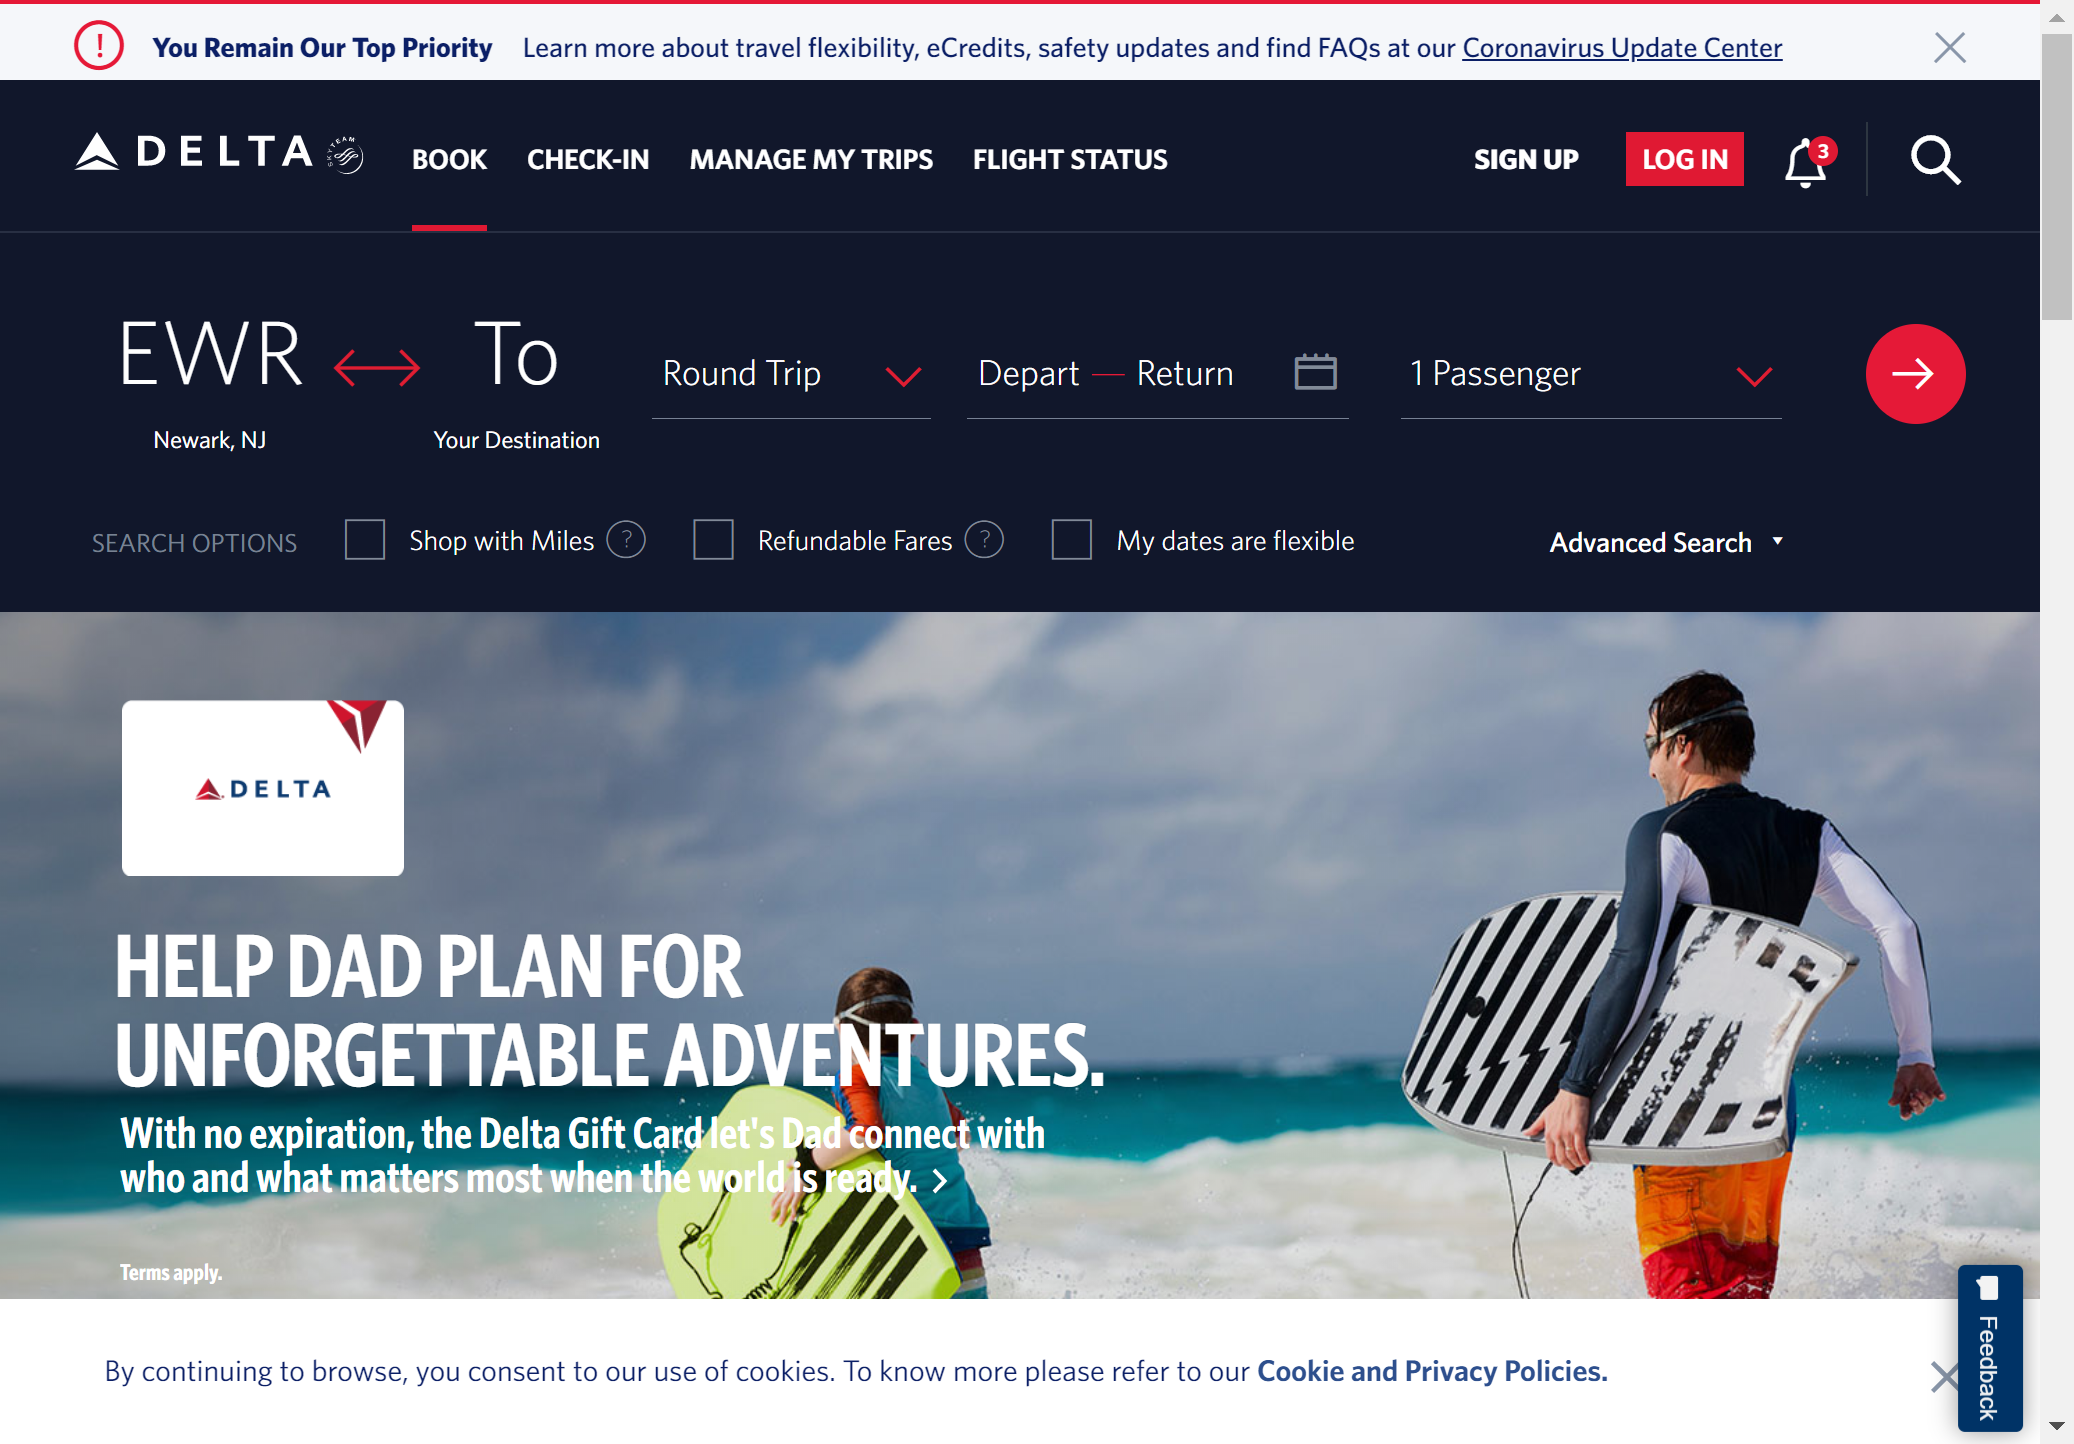 You Remain Our Top Priority Learn more about travel flexibility, eCredits, safety updates and find FAQs at our Coronavirus Update Center
DELTA SKYTEAM BOOK CHECK-IN MANAGE MY TRIPS FLIGHT STATUS SIGN UP LOG IN 3
EWR To Round Trip Depart — Return 1 Passenger
Newark, NJ Your Destination
SEARCH OPTIONS Shop with Miles ? Refundable Fares ? My dates are flexible Advanced Search
DELTA
HELP DAD PLAN FOR
UNFORGETTABLE ADVENTURES.
With no expiration, the Delta Gift Card let's Dad connect with
who and what matters most when the world is ready.
Terms apply.
Feedback
By continuing to browse, you consent to our use of cookies. To know more please refer to our Cookie and Privacy Policies.